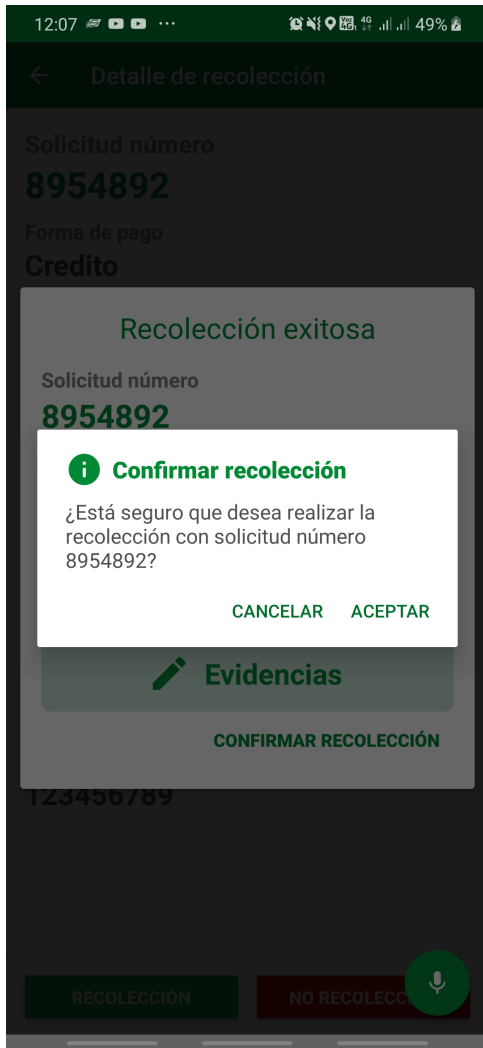 12:07 ... 49%
Detalle de recolección
Solicitud número
8954892
Forma de pago
Credito
Recolección exitosa
Solicitud número
8954892
Confirmar recolección
¿Está seguro que desea realizar la
recolección con solicitud número
8954892?
CANCELAR ACEPTAR
Evidencias
CONFIRMAR RECOLECCIÓN
123456789
RECOLECCIÓN NO RECOLECC